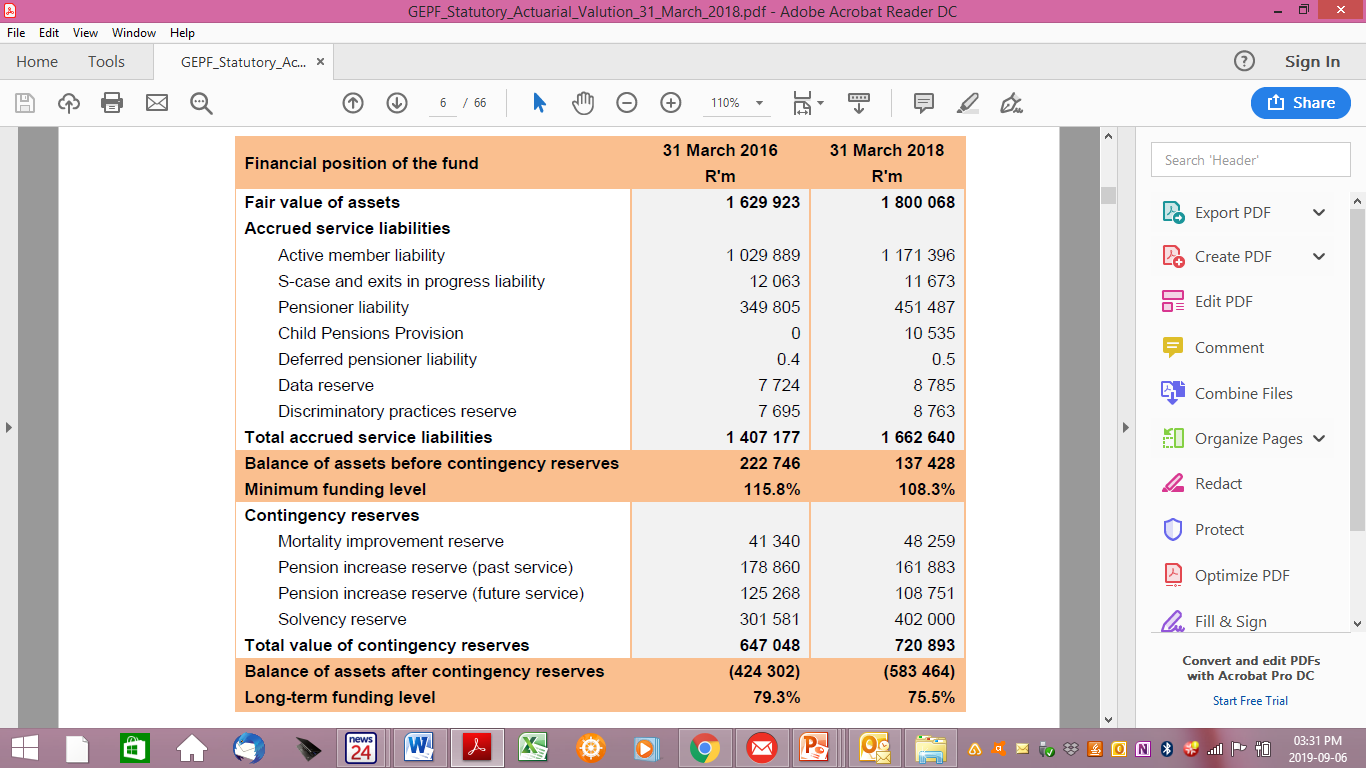 GEPF_Statutory_Actuarial_Valution_31_March_2018.pdf - Adobe Acrobat Reader DC
File Edit View Window Help
Home Tools GEPF_Statutory_Ac... × Sign In
6 / 66 110% Share
Financial position of the fund 31 March 2016 R'm 31 March 2018 R'm
Fair value of assets 1 629 923 1 800 068
Accrued service liabilities
Active member liability 1 029 889 1 171 396
S-case and exits in progress liability 12 063 11 673
Pensioner liability 349 805 451 487
Child Pensions Provision 0 10 535
Deferred pensioner liability 0.4 0.5
Data reserve 7 724 8 785
Discriminatory practices reserve 7 695 8 763
Total accrued service liabilities 1 407 177 1 662 640
Balance of assets before contingency reserves 222 746 137 428
Minimum funding level 115.8% 108.3%
Contingency reserves
Mortality improvement reserve 41 340 48 259
Pension increase reserve (past service) 178 860 161 883
Pension increase reserve (future service) 125 268 108 751
Solvency reserve 301 581 402 000
Total value of contingency reserves 647 048 720 893
Balance of assets after contingency reserves (424 302) (583 464)
Long-term funding level 79.3% 75.5%
Search 'Header'
Export PDF
Create PDF
Edit PDF
Comment
Combine Files
Organize Pages
Redact
Protect
Optimize PDF
Fill & Sign
Convert and edit PDFs
with Acrobat Pro DC
Start Free Trial
news
24
03:31 PM
2019-09-06